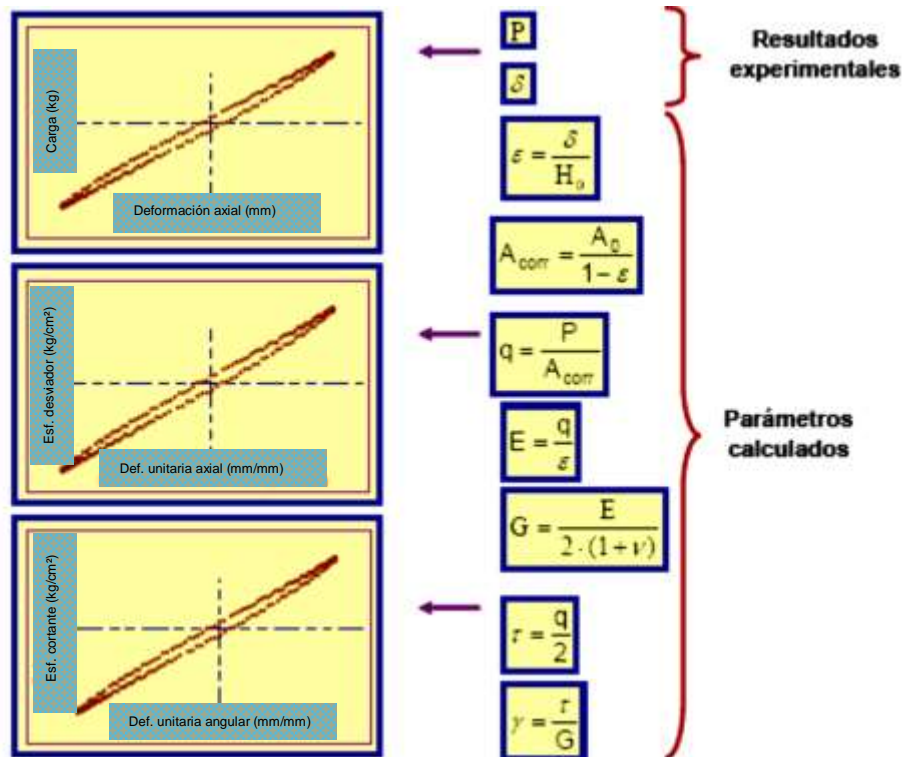 Carga (kg)
Deformación axial (mm)
P
δ
Resultados
experimentales
ε = δ / H₀
A_corr = A₀ / (1 - ε)
Esf. desviador (kg/cm²)
Def. unitaria axial (mm/mm)
q = P / A_corr
E = q / ε
G = E / (2 · (1 + ν))
Parámetros
calculados
Esf. cortante (kg/cm²)
Def. unitaria angular (mm/mm)
τ = q / 2
γ = τ / G